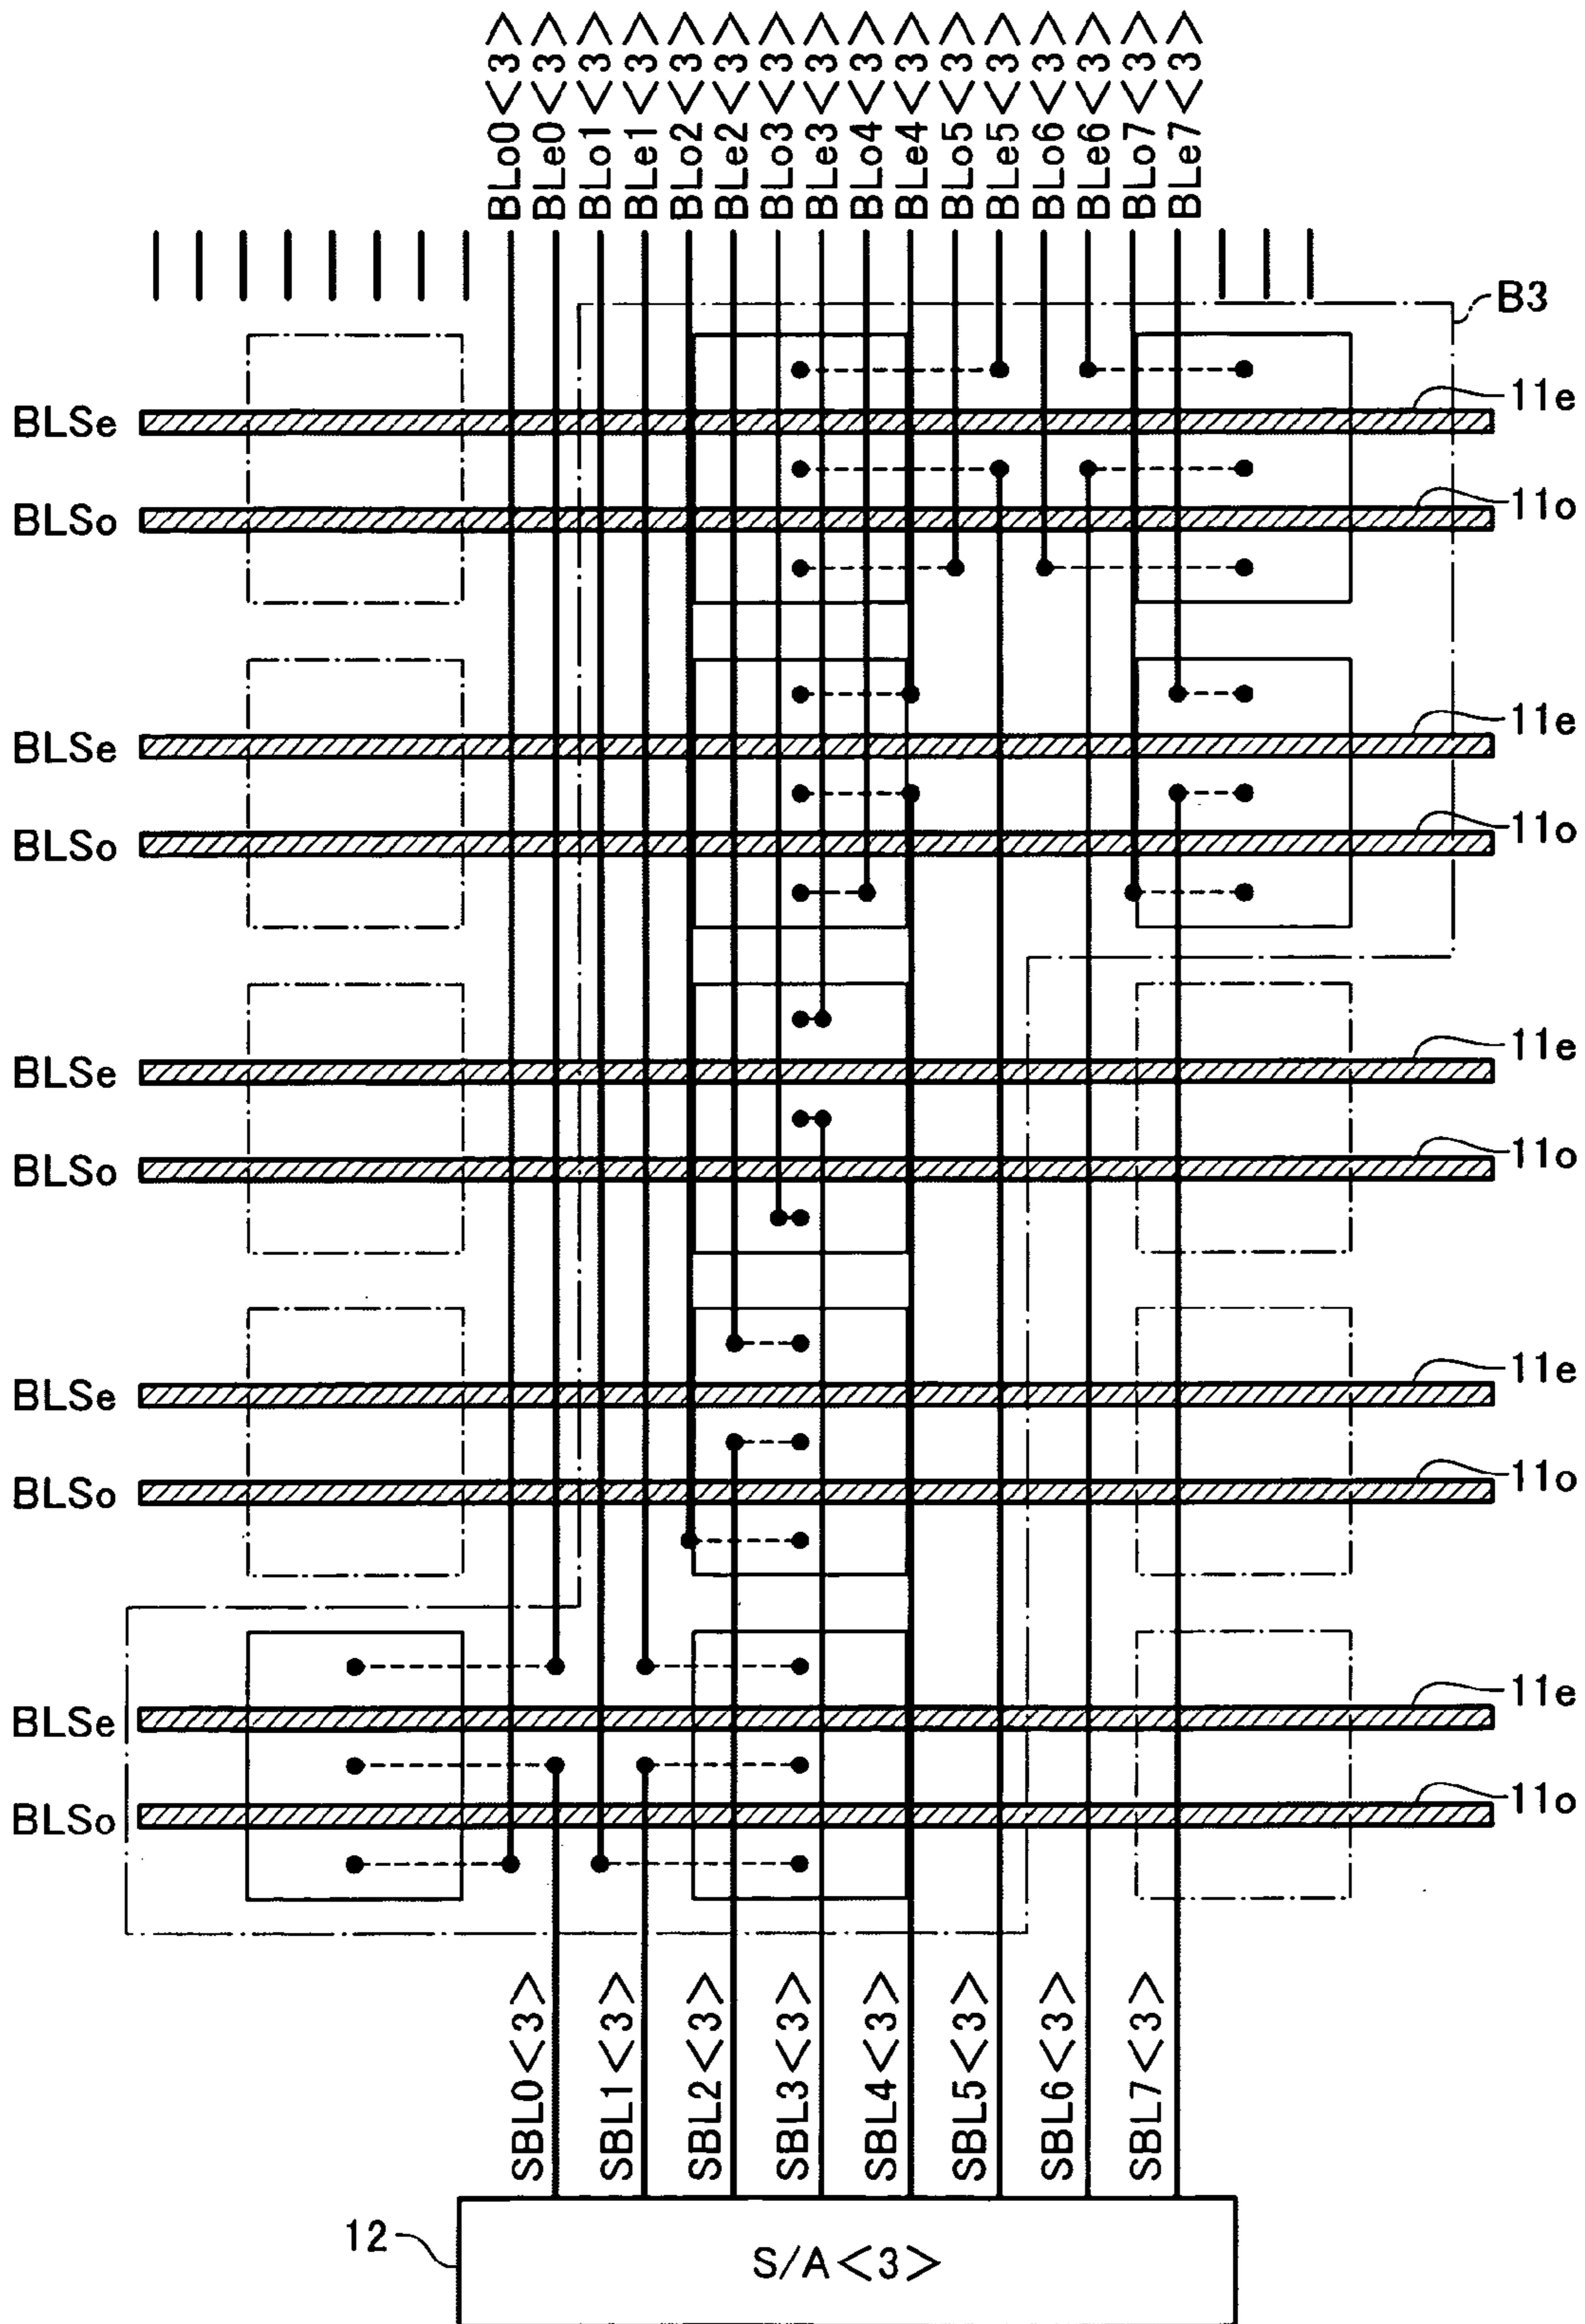 BLo0<3>
BLe0<3>
BLo1<3>
BLe1<3>
BLo2<3>
BLe2<3>
BLo3<3>
BLe3<3>
BLo4<3>
BLe4<3>
BLo5<3>
BLe5<3>
BLo6<3>
BLe6<3>
BLo7<3>
BLe7<3>
B3
BLSe
11e
BLSo
11o
BLSe
11e
BLSo
11o
BLSe
11e
BLSo
11o
BLSe
11e
BLSo
11o
BLSe
11e
BLSo
11o
SBL0<3>
SBL1<3>
SBL2<3>
SBL3<3>
SBL4<3>
SBL5<3>
SBL6<3>
SBL7<3>
12
S/A<3>